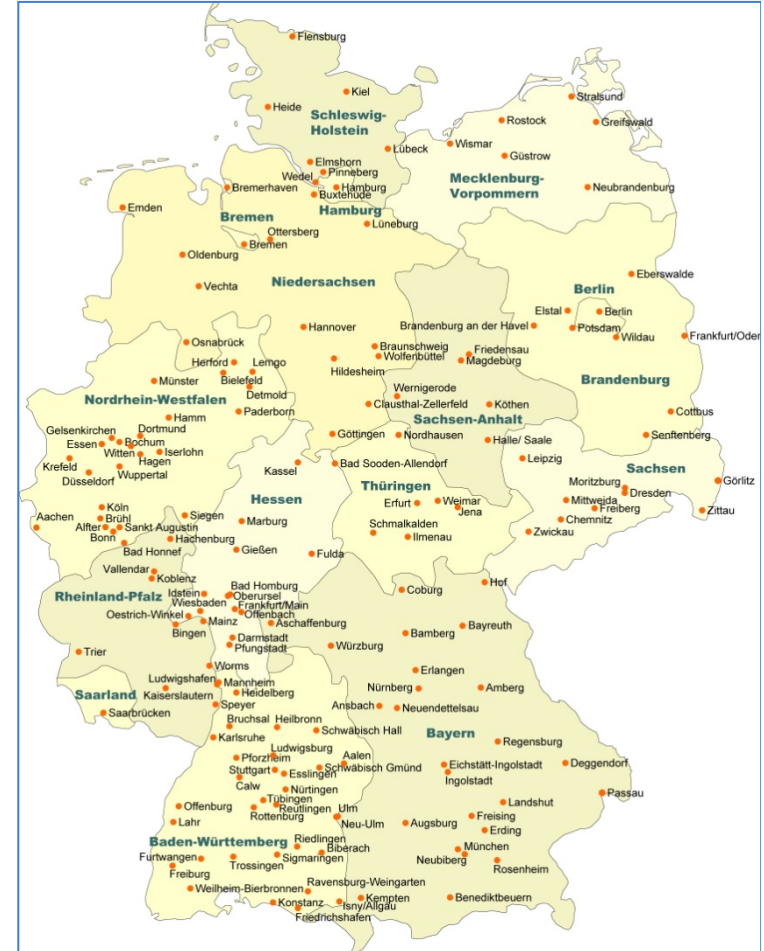 Flensburg
Kiel
Heide
Schleswig-
Holstein
Lübeck
Elmshorn
Pinneberg
Wedel
Hamburg
Buxtehude
Hamburg
Stralsund
Rostock
Greifswald
Wismar
Güstrow
Mecklenburg-
Vorpommern
Neubrandenburg
Bremerhaven
Emden
Bremen
Ottersberg
Bremen
Lüneburg
Oldenburg
Vechta
Niedersachsen
Hannover
Osnabrück
Braunschweig
Wolfenbüttel
Hildesheim
Clausthal-Zellerfeld
Göttingen
Eberswalde
Berlin
Elstal
Berlin
Brandenburg an der Havel
Potsdam
Wildau
Frankfurt/Oder
Brandenburg
Cottbus
Senftenberg
Friedensau
Magdeburg
Wernigerode
Köthen
Sachsen-Anhalt
Halle/ Saale
Herford
Lemgo
Bielefeld
Detmold
Münster
Nordrhein-Westfalen
Paderborn
Hamm
Gelsenkirchen
Dortmund
Essen
Bochum
Witten
Iserlohn
Hagen
Krefeld
Wuppertal
Düsseldorf
Köln
Aachen
Brühl
Siegen
Alfter
Sankt Augustin
Bonn
Bad Honnef
Hachenburg
Nordhausen
Bad Sooden-Allendorf
Thüringen
Erfurt
Weimar
Jena
Schmalkalden
Ilmenau
Leipzig
Sachsen
Moritzburg
Dresden
Görlitz
Mittweida
Freiberg
Zittau
Chemnitz
Zwickau
Kassel
Hessen
Marburg
Gießen
Fulda
Bad Homburg
Oberursel
Idstein
Wiesbaden
Frankfurt/Main
Offenbach
Oestrich-Winkel
Mainz
Bingen
Darmstadt
Pfungstadt
Vallendar
Koblenz
Rheinland-Pfalz
Trier
Worms
Ludwigshafen
Kaiserslautern
Speyer
Saarland
Saarbrücken
Mannheim
Heidelberg
Bruchsal
Heilbronn
Schwäbisch Hall
Karlsruhe
Ludwigsburg
Aalen
Pforzheim
Stuttgart
Schwäbisch Gmünd
Esslingen
Calw
Nürtingen
Tübingen
Offenburg
Reutlingen
Ulm
Rottenburg
Lahr
Neu-Ulm
Baden-Württemberg
Riedlingen
Biberach
Furtwangen
Trossingen
Sigmaringen
Freiburg
Weilheim-Bierbronnen
Ravensburg-Weingarten
Konstanz
Isny/Allgau
Friedrichshafen
Kempten
Coburg
Hof
Aschaffenburg
Bamberg
Bayreuth
Würzburg
Erlangen
Nürnberg
Amberg
Ansbach
Neuendettelsau
Bayern
Regensburg
Eichstätt-Ingolstadt
Ingolstadt
Deggendorf
Passau
Landshut
Augsburg
Freising
Erding
München
Neubiberg
Rosenheim
Benediktbeuern